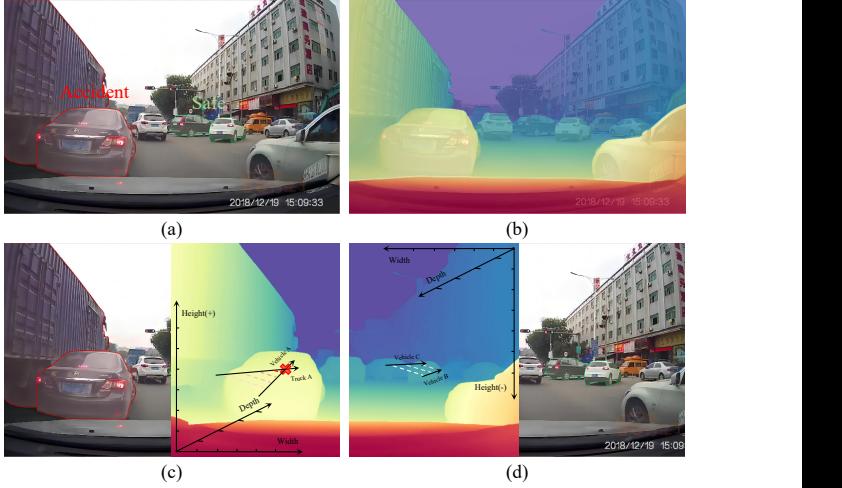 Accident
Safe
2018/12/19 15:09:33
2018/12/19 15:09:33
(a)
(b)
Height(+)
Vehicle A
Truck A
Depth
Width
Width
Depth
Vehicle C
Vehicle B
Height(-)
2018/12/19 15:09
(c)
(d)